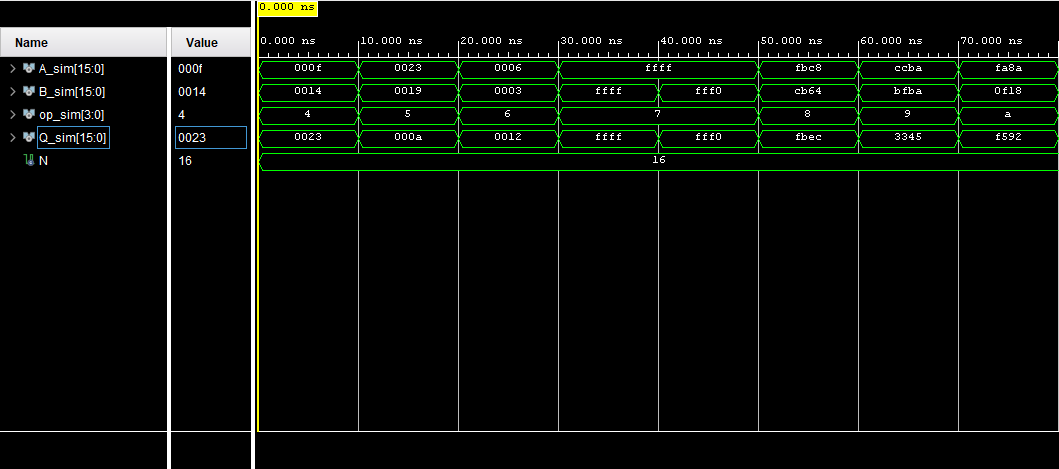 0.000 ns
Name Value
0.000 ns 10.000 ns 20.000 ns 30.000 ns 40.000 ns 50.000 ns 60.000 ns 70.000 ns
A_sim[15:0] 000f 000f 0023 0006 ffff fbc8 ccba fa8a
B_sim[15:0] 0014 0014 0019 0003 ffff fff0 cb64 bfba 0f18
op_sim[3:0] 4 4 5 6 7 8 9 a
Q_sim[15:0] 0023 0023 000a 0012 ffff fff0 fbec 3345 f592
N 16 16